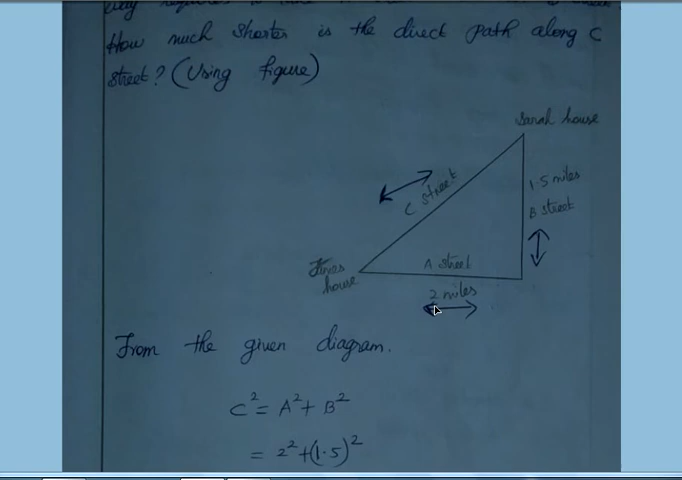 How much Shorter is the direct path along C
street? (Using figure)
Sarah house
C street
1.5 miles
B street
A street
house
2 miles
From the given diagram.
C² = A² + B²
= 2² + (1.5)²